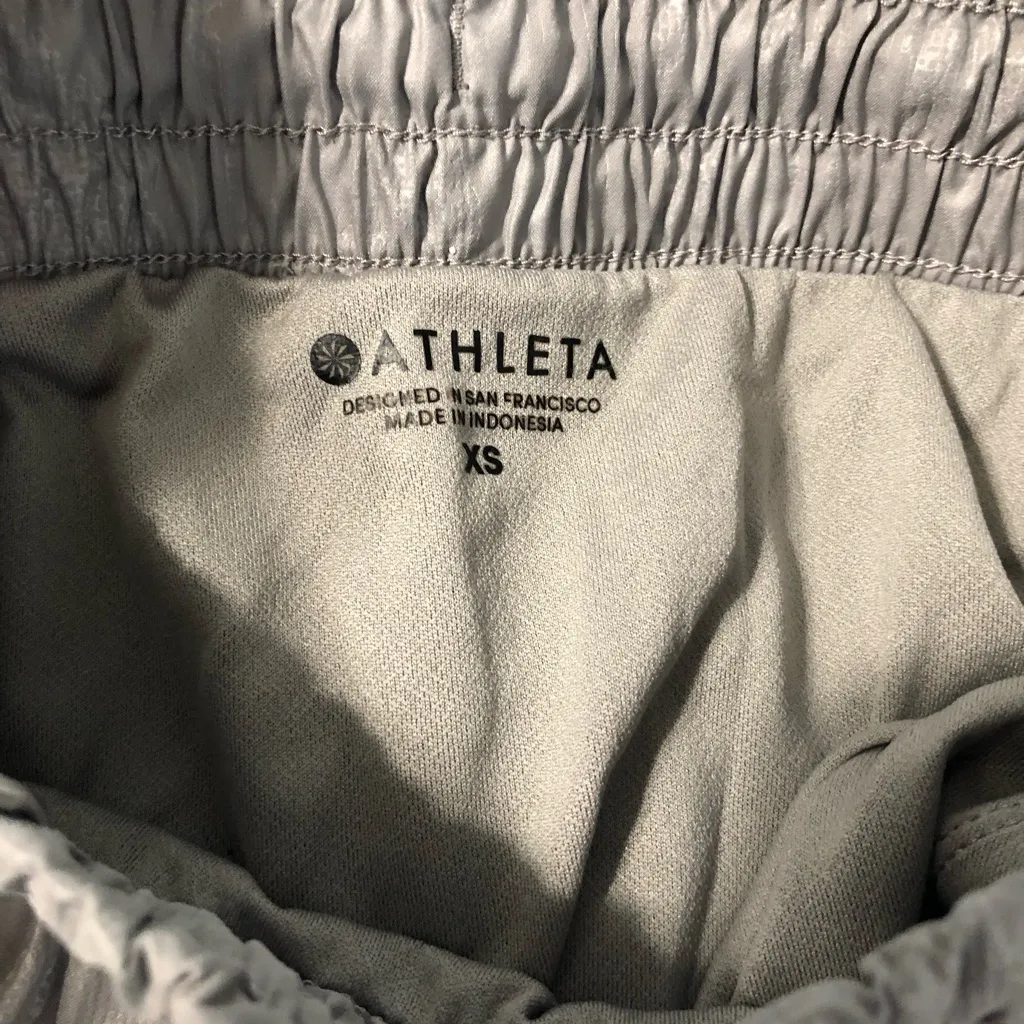 ATHLETA
DESIGNED IN SAN FRANCISCO
MADE IN INDONESIA
XS